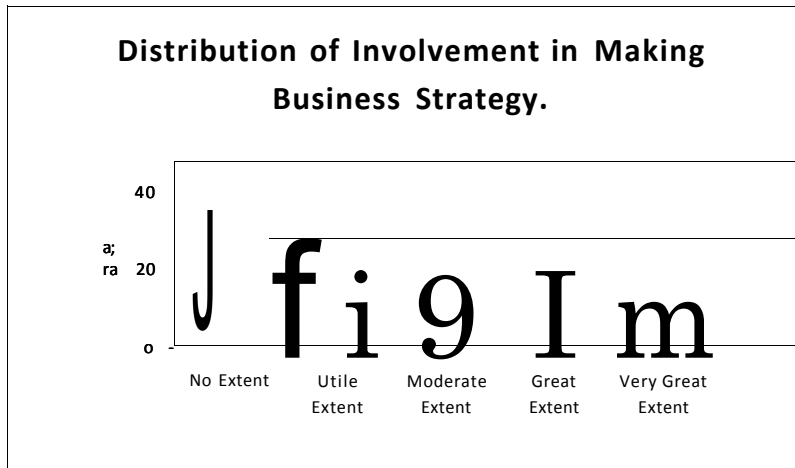 Distribution of Involvement in Making
Business Strategy.
40
a;
ra 20
o -
J f i 9 I m
No Extent Utile Moderate Great Very Great
Extent Extent Extent Extent